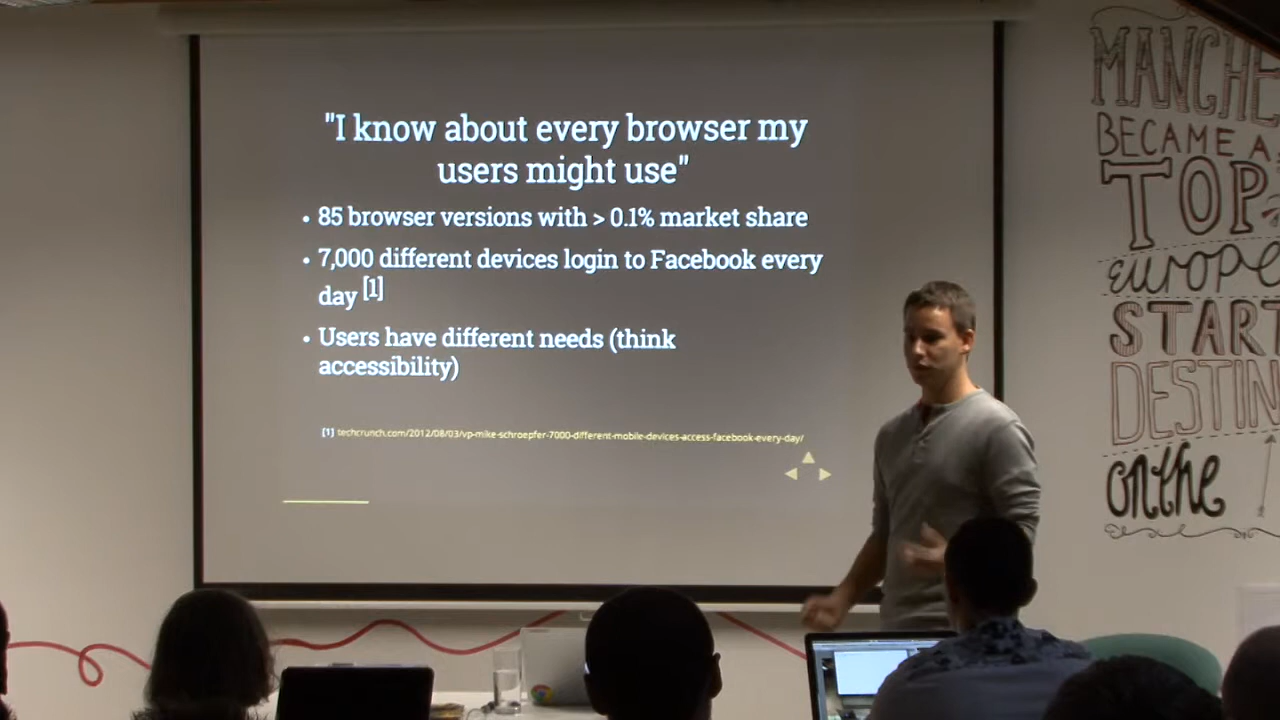 "I know about every browser my
users might use"
• 85 browser versions with > 0.1% market share
• 7,000 different devices login to Facebook every
day [1]
• Users have different needs (think
accessibility)
[1] techcrunch.com/2012/08/03/vp-mike-schroepfer-7000-different-mobile-devices-access-facebook-every-day/
MANCHE
BECAME A
TOP
EUROPE
START
DESTIN
ON THE